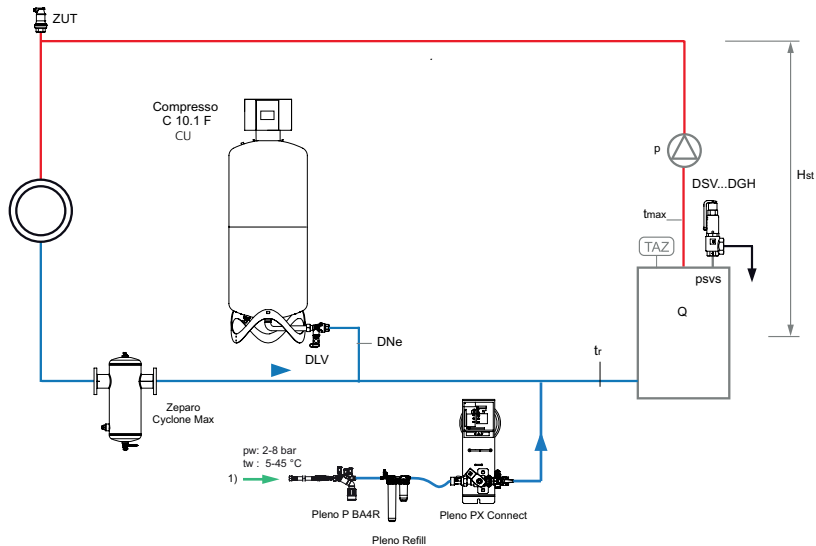 ZUT
Compresso
C 10.1 F
CU
p
Hst
DSV...DGH
tmax
TAZ
psvs
Q
DNe
DLV
tr
Zeparo
Cyclone Max
pw: 2-8 bar
tw : 5-45 °C
1)
Pleno P BA4R
Pleno PX Connect
Pleno Refill